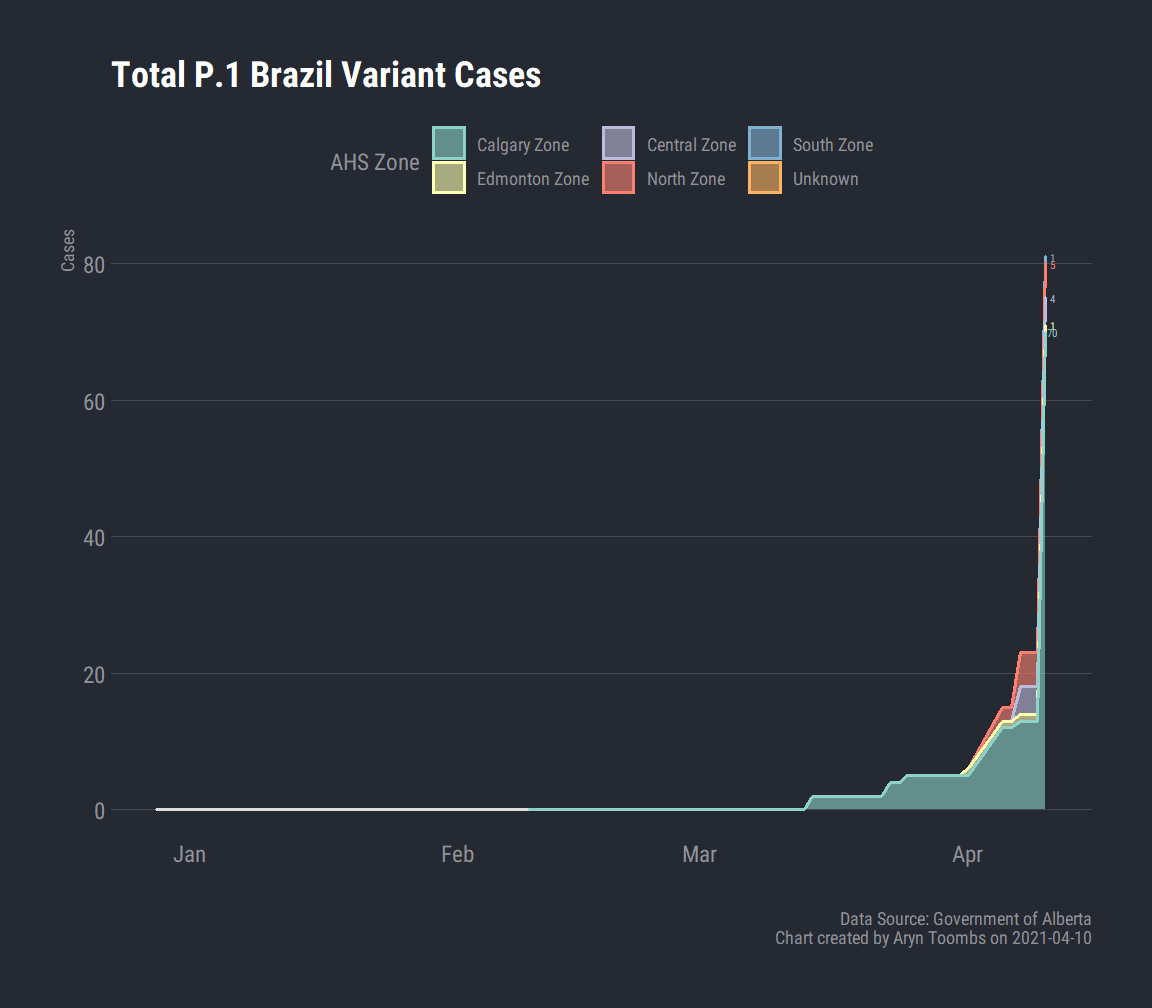 Total P.1 Brazil Variant Cases
AHS Zone
Calgary Zone
Central Zone
South Zone
Edmonton Zone
North Zone
Unknown
Cases
80
60
40
20
0
1
5
4
1
70
Jan
Feb
Mar
Apr
Data Source: Government of Alberta
Chart created by Aryn Toombs on 2021-04-10